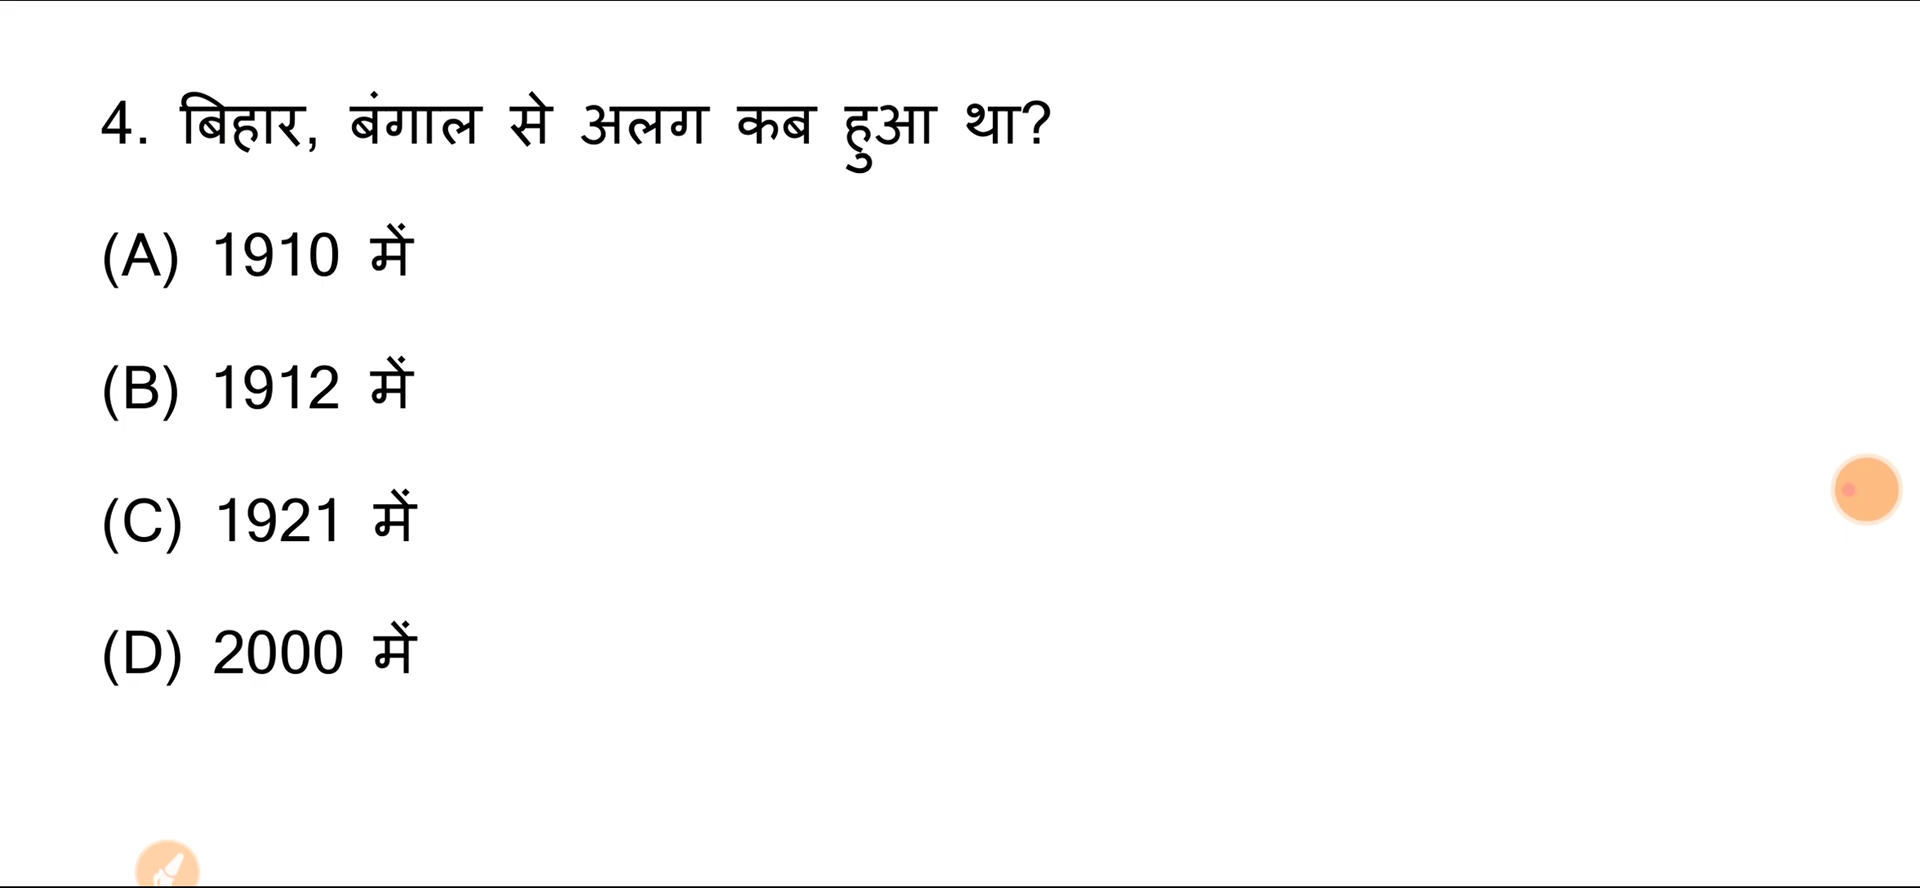 4. बिहार, बंगाल से अलग कब हुआ था?
(A) 1910 में
(B) 1912 में
(C) 1921 में
(D) 2000 में